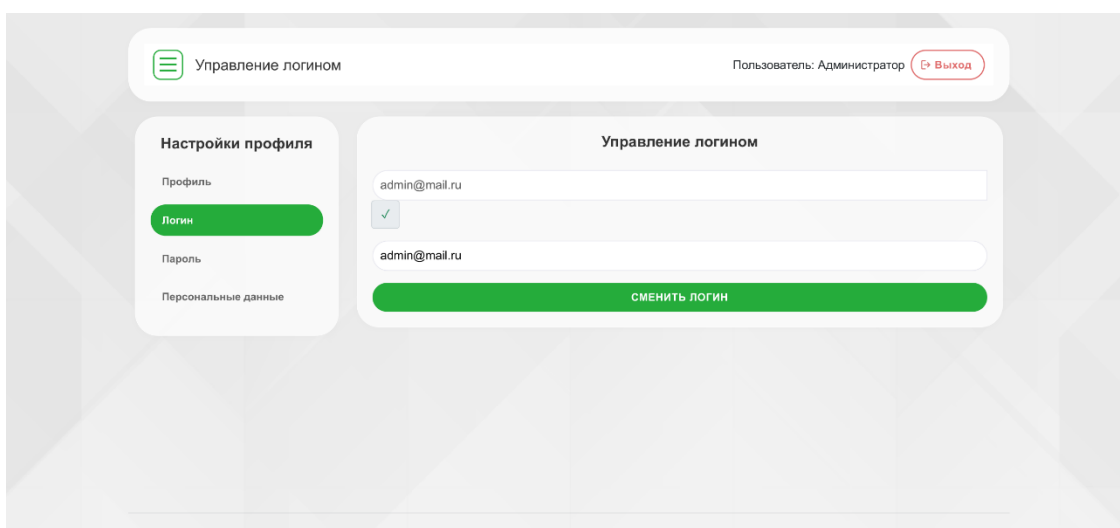 Управление логином
Пользователь: Администратор
Выход
Настройки профиля
Профиль
Логин
Пароль
Персональные данные
Управление логином
admin@mail.ru
admin@mail.ru
СМЕНИТЬ ЛОГИН